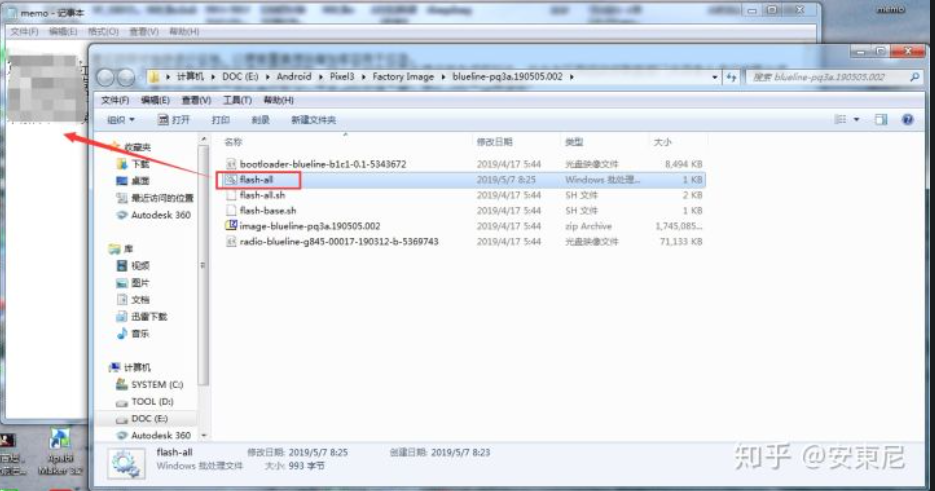 memo - 记事本
memo
文件(F) 编辑(E) 格式(O) 查看(V) 帮助(H)
计算机 DOC (E:) Android Pixel3 Factory Image blueline-pq3a.190505.002
搜索 blueline-pq3a.190505.002
文件(F) 编辑(E) 查看(V) 工具(T) 帮助(H)
组织 打开 打印 刻录 新建文件夹
名称 修改日期 类型 大小
收藏夹
下载
桌面
最近访问的位置
Autodesk 360
库
视频
图片
文档
迅雷下载
音乐
计算机
SYSTEM (C:)
TOOL (D:)
DOC (E:)
Autodesk 360
bootloader-blueline-b1c1-0.1-5343672 2019/4/17 5:44 光盘映像文件 8,494 KB
flash-all 2019/5/7 8:25 Windows 批处理... 1 KB
flash-all.sh 2019/4/17 5:44 SH 文件 2 KB
flash-base.sh 2019/4/17 5:44 SH 文件 1 KB
image-blueline-pq3a.190505.002 2019/4/17 5:44 zip Archive 1,745,085...
radio-blueline-g845-00017-190312-b-5369743 2019/4/17 5:44 光盘映像文件 71,133 KB
flash-all 修改日期: 2019/5/7 8:25 创建日期: 2019/5/7 8:23
Windows 批处理文件 大小: 993 字节
知乎 @安東尼